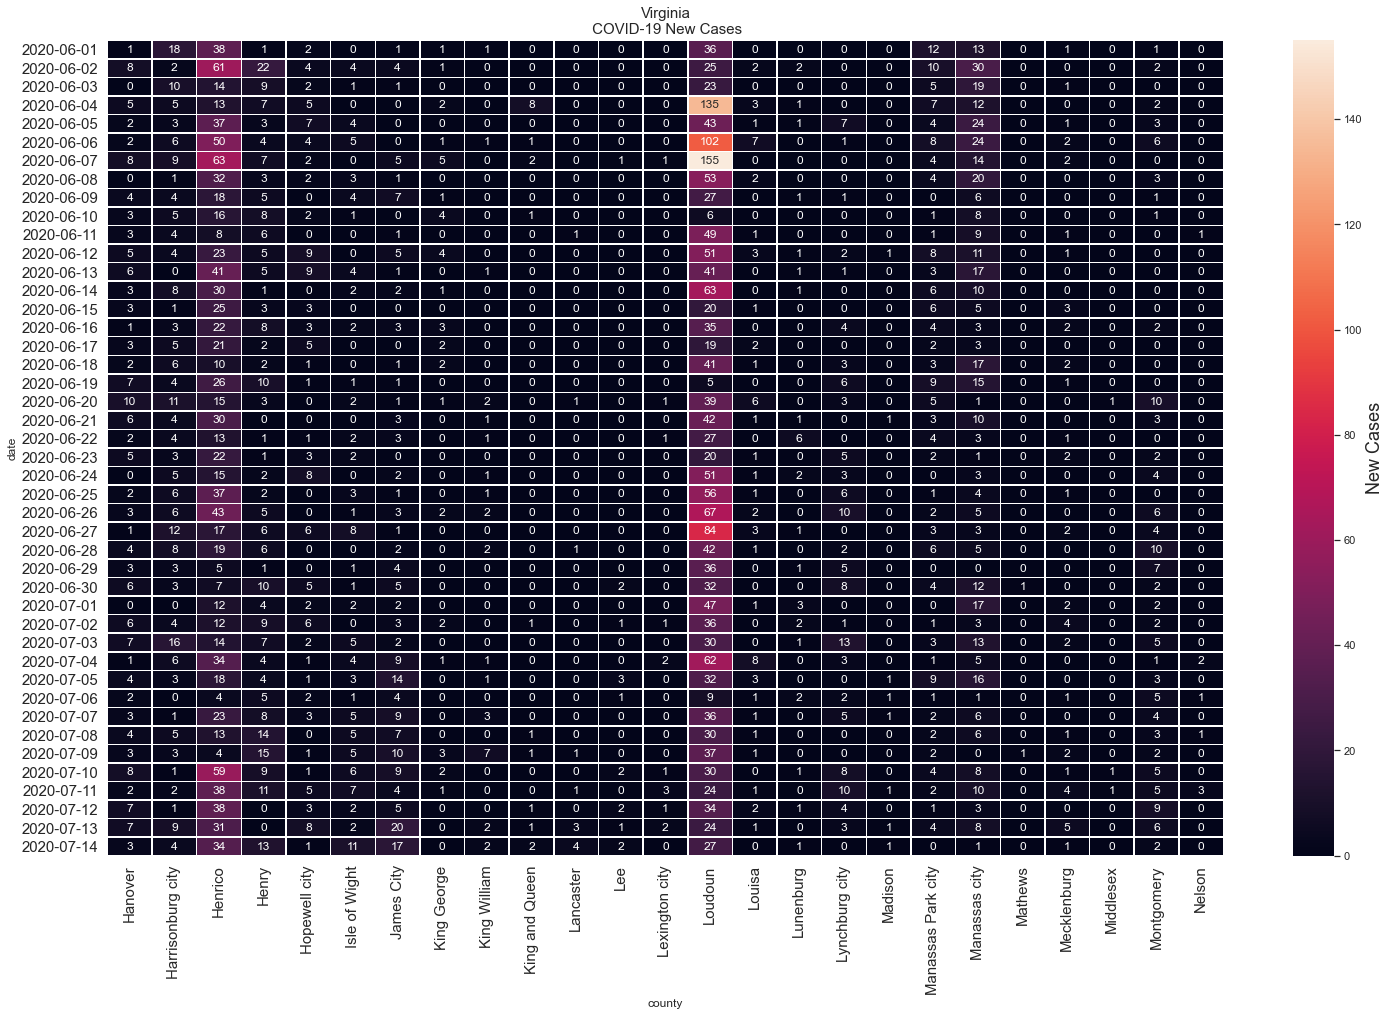 Virginia
COVID-19 New Cases
2020-06-01 1 18 38 1 2 0 1 1 1 0 0 0 0 36 0 0 0 0 12 13 0 1 0 1 0
2020-06-02 8 2 61 22 4 4 4 1 0 0 0 0 0 25 2 2 0 0 10 30 0 0 0 2 0
2020-06-03 0 10 14 9 2 1 1 0 0 0 0 0 0 23 0 0 0 0 5 19 0 1 0 0 0
2020-06-04 5 5 13 7 5 0 0 2 0 8 0 0 0 135 3 1 0 0 7 12 0 0 0 2 0
2020-06-05 2 3 37 3 7 4 0 0 0 0 0 0 0 43 1 1 7 0 4 24 0 1 0 3 0
2020-06-06 2 6 50 4 4 5 0 1 1 1 0 0 0 102 7 0 1 0 8 24 0 2 0 6 0
2020-06-07 8 9 63 7 2 0 5 5 0 2 0 1 1 155 0 0 0 0 4 14 0 2 0 0 0
2020-06-08 0 1 32 3 2 3 1 0 0 0 0 0 0 53 2 0 0 0 4 20 0 0 0 3 0
2020-06-09 4 4 18 5 0 4 7 1 0 0 0 0 0 27 0 1 1 0 0 6 0 0 0 1 0
2020-06-10 3 5 16 8 2 1 0 4 0 1 0 0 0 6 0 0 0 0 1 8 0 0 0 1 0
2020-06-11 3 4 8 6 0 0 1 0 0 0 1 0 0 49 1 0 0 0 1 9 0 1 0 0 1
2020-06-12 5 4 23 5 9 0 5 4 0 0 0 0 0 51 3 1 2 1 8 11 0 1 0 0 0
2020-06-13 6 0 41 5 9 4 1 0 1 0 0 0 0 41 0 1 1 0 3 17 0 0 0 0 0
2020-06-14 3 8 30 1 0 2 2 1 0 0 0 0 0 63 0 1 0 0 6 10 0 0 0 0 0
2020-06-15 3 1 25 3 3 0 0 0 0 0 0 0 0 20 1 0 0 0 6 5 0 3 0 0 0
2020-06-16 1 3 22 8 3 2 3 3 0 0 0 0 0 35 0 0 4 0 4 3 0 2 0 2 0
2020-06-17 3 5 21 2 5 0 0 2 0 0 0 0 0 19 2 0 0 0 2 3 0 0 0 0 0
2020-06-18 2 6 10 2 1 0 1 2 0 0 0 0 0 41 1 0 3 0 3 17 0 2 0 0 0
2020-06-19 7 4 26 10 1 1 1 0 0 0 0 0 0 5 0 0 6 0 9 15 0 1 0 0 0
2020-06-20 10 11 15 3 0 2 1 1 2 0 1 0 1 39 6 0 3 0 5 1 0 0 1 10 0
2020-06-21 6 4 30 0 0 0 3 0 1 0 0 0 0 42 1 1 0 1 3 10 0 0 0 3 0
2020-06-22 2 4 13 1 1 2 3 0 1 0 0 0 1 27 0 6 0 0 4 3 0 1 0 0 0
2020-06-23 5 3 22 1 3 2 0 0 0 0 0 0 0 20 1 0 5 0 2 1 0 2 0 2 0
2020-06-24 0 5 15 2 8 0 2 0 1 0 0 0 0 51 1 2 3 0 0 3 0 0 0 4 0
2020-06-25 2 6 37 2 0 3 1 0 1 0 0 0 0 56 1 0 6 0 1 4 0 1 0 0 0
2020-06-26 3 6 43 5 0 1 3 2 2 0 0 0 0 67 2 0 10 0 2 5 0 0 0 6 0
2020-06-27 1 12 17 6 6 8 1 0 0 0 0 0 0 84 3 1 0 0 3 3 0 2 0 4 0
2020-06-28 4 8 19 6 0 0 2 0 2 0 1 0 0 42 1 0 2 0 6 5 0 0 0 10 0
2020-06-29 3 3 5 1 0 1 4 0 0 0 0 0 0 36 0 1 5 0 0 0 0 0 0 7 0
2020-06-30 6 3 7 10 5 1 5 0 0 0 0 2 0 32 0 0 8 0 4 12 1 0 0 2 0
2020-07-01 0 0 12 4 2 2 2 0 0 0 0 0 0 47 1 3 0 0 0 17 0 2 0 2 0
2020-07-02 6 4 12 9 6 0 3 2 0 1 0 1 1 36 0 2 1 0 1 3 0 4 0 2 0
2020-07-03 7 16 14 7 2 5 2 0 0 0 0 0 0 30 0 1 13 0 3 13 0 2 0 5 0
2020-07-04 1 6 34 4 1 4 9 1 1 0 0 0 2 62 8 0 3 0 1 5 0 0 0 1 2
2020-07-05 4 3 18 4 1 3 14 0 1 0 0 3 0 32 3 0 0 1 9 16 0 0 0 3 0
2020-07-06 2 0 4 5 2 1 4 0 0 0 0 1 0 9 1 2 2 1 1 1 0 1 0 5 1
2020-07-07 3 1 23 8 3 5 9 0 3 0 0 0 0 36 1 0 5 1 2 6 0 0 0 4 0
2020-07-08 4 5 13 14 0 5 7 0 0 1 0 0 0 30 1 0 0 0 2 6 0 1 0 3 1
2020-07-09 3 3 4 15 1 5 10 3 7 1 1 0 0 37 1 0 0 0 2 0 1 2 0 2 0
2020-07-10 8 1 59 9 1 6 9 2 0 0 0 2 1 30 0 1 8 0 4 8 0 1 1 5 0
2020-07-11 2 2 38 11 5 7 4 1 0 0 1 0 3 24 1 0 10 1 2 10 0 4 1 5 3
2020-07-12 7 1 38 0 3 2 5 0 0 1 0 2 1 34 2 1 4 0 1 3 0 0 0 9 0
2020-07-13 7 9 31 0 8 2 20 0 2 1 3 1 2 24 1 0 3 1 4 8 0 5 0 6 0
2020-07-14 3 4 34 13 1 11 17 0 2 2 4 2 0 27 0 1 0 1 0 1 0 1 0 2 0
date
Hanover
Harrisonburg city
Henrico
Henry
Hopewell city
Isle of Wight
James City
King George
King William
King and Queen
Lancaster
Lee
Lexington city
Loudoun
Louisa
Lunenburg
Lynchburg city
Madison
Manassas Park city
Manassas city
Mathews
Mecklenburg
Middlesex
Montgomery
Nelson
county
140
120
100
80
60
40
20
0
New Cases